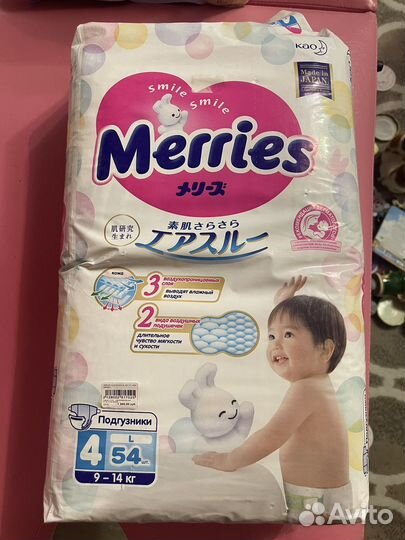 Kao
Made in
JAPAN
Smile Smile
Merries
メリーズ
肌研究
生まれ
素肌さらさら
エアスルー
кожа
3 воздухопроницаемых
слоя
выводят влажный
воздух
2 вида воздушных
подушечек
длительное
чувство мягкости
и сухости
Подгузники
4 L
54 шт.
9 – 14 кг
Avito